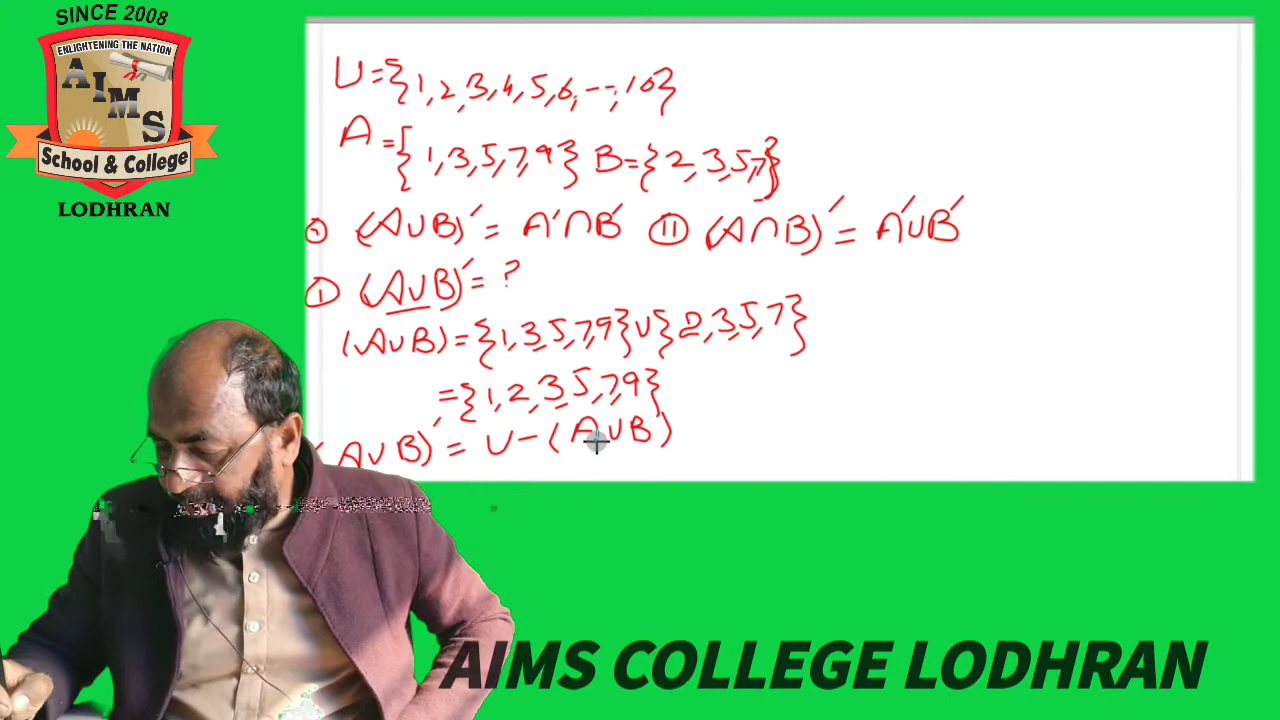 SINCE 2008
ENLIGHTENING THE NATION
AIMS
School & College
LODHRAN
U={1,2,3,4,5,6,--,10}
A={1,3,5,7,9} B={2,3,5,7}
(A∪B)′ = A′∩B′ (II) (A∩B)′ = A′∪B′
(I) (A∪B)′ = ?
(A∪B) = {1,3,5,7,9}∪{2,3,5,7}
={1,2,3,5,7,9}
(A∪B)′ = U-(A∪B)
AIMS COLLEGE LODHRAN